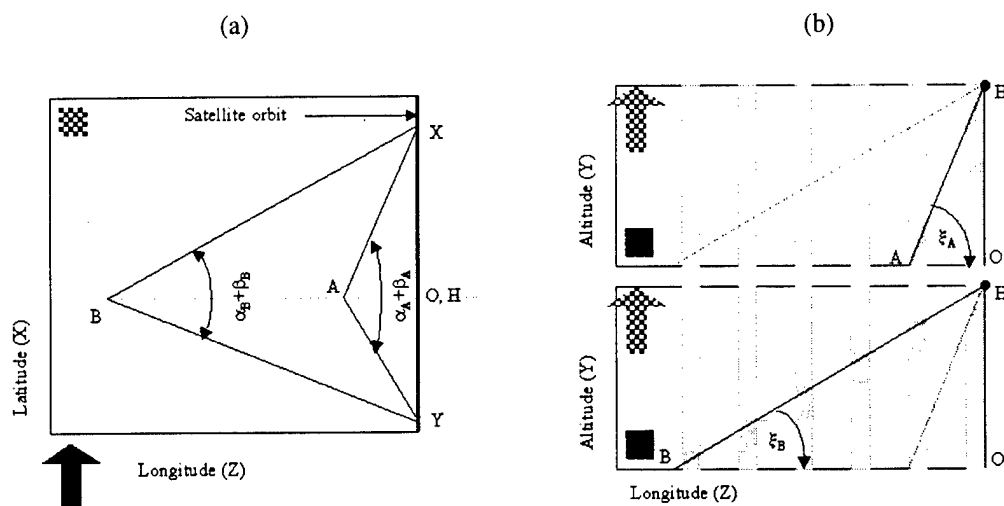 (a)
(b)
Satellite orbit
X
A
B
α_B+β_B
α_A+β_A
O, H
Y
Latitude (X)
Longitude (Z)
Altitude (Y)
A
ξ_A
O
Altitude (Y)
B
ξ_B
O
Longitude (Z)